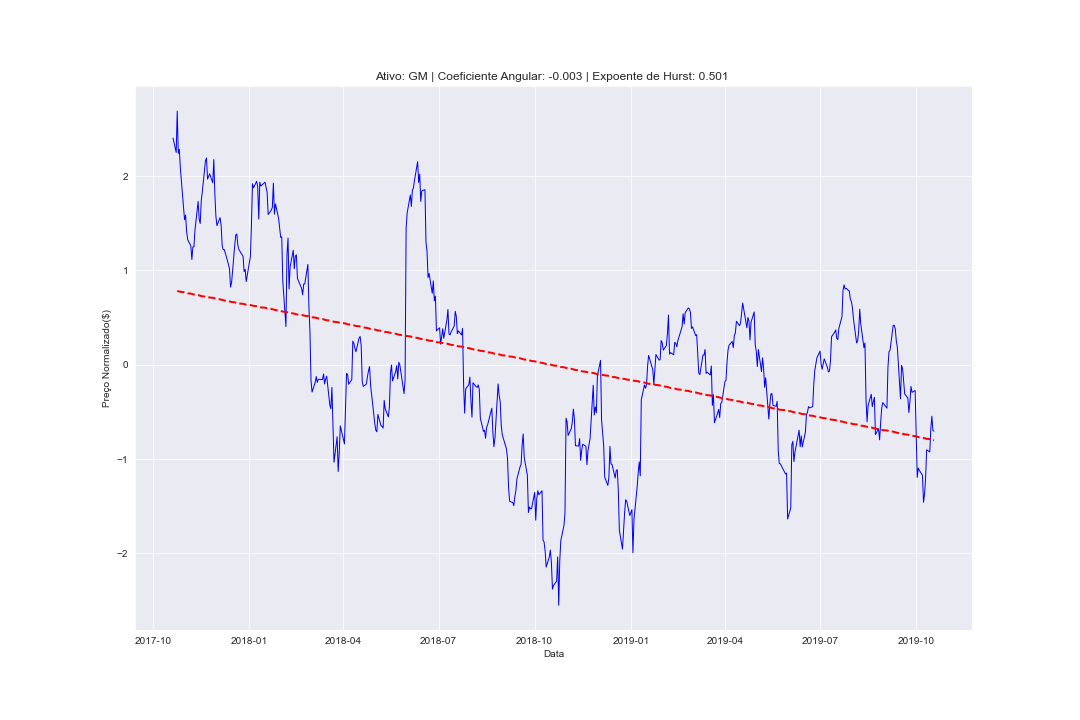 Ativo: GM | Coeficiente Angular: -0.003 | Expoente de Hurst: 0.501
2
1
0
−1
−2
Preço Normalizado($)
2017-10 2018-01 2018-04 2018-07 2018-10 2019-01 2019-04 2019-07 2019-10
Data